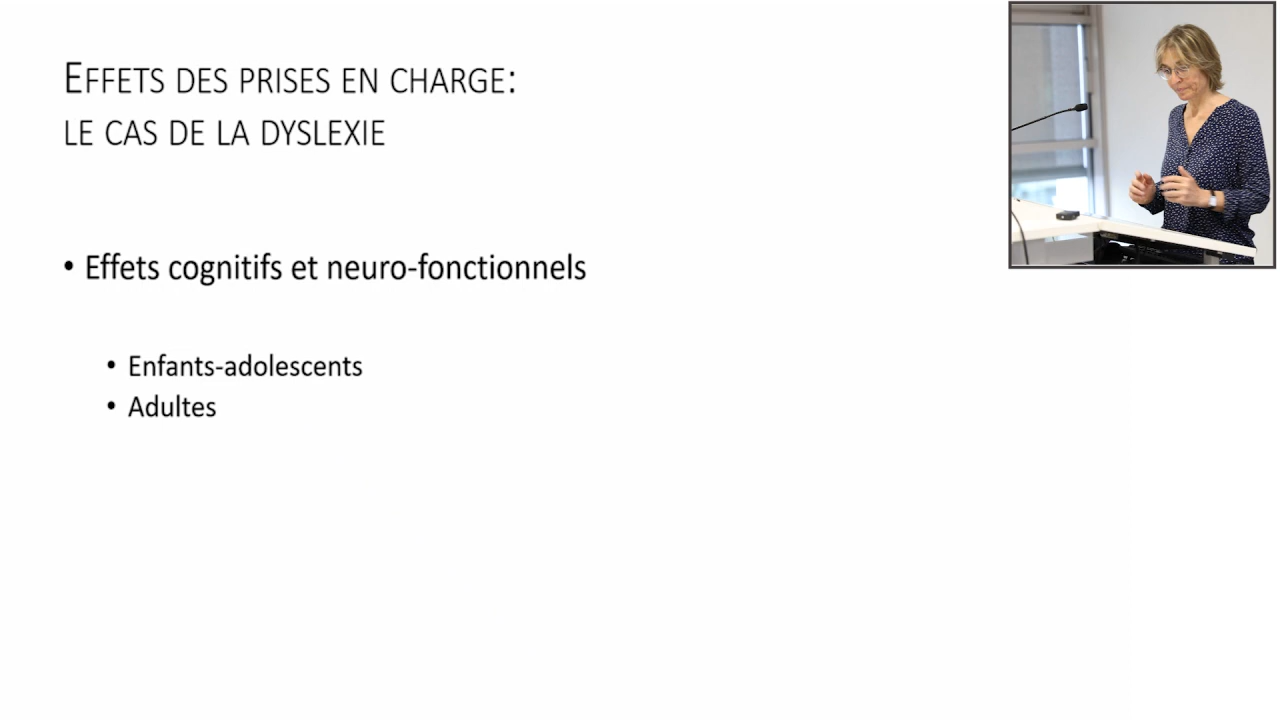 EFFETS DES PRISES EN CHARGE:
LE CAS DE LA DYSLEXIE
• Effets cognitifs et neuro-fonctionnels
• Enfants-adolescents
• Adultes